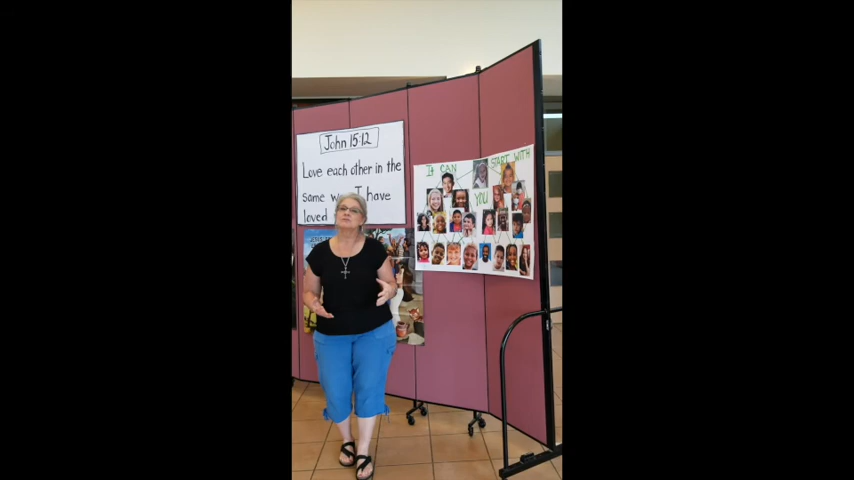 John 15:12
Love each other in the
same I have
loved
It CAN START WITH
YOU